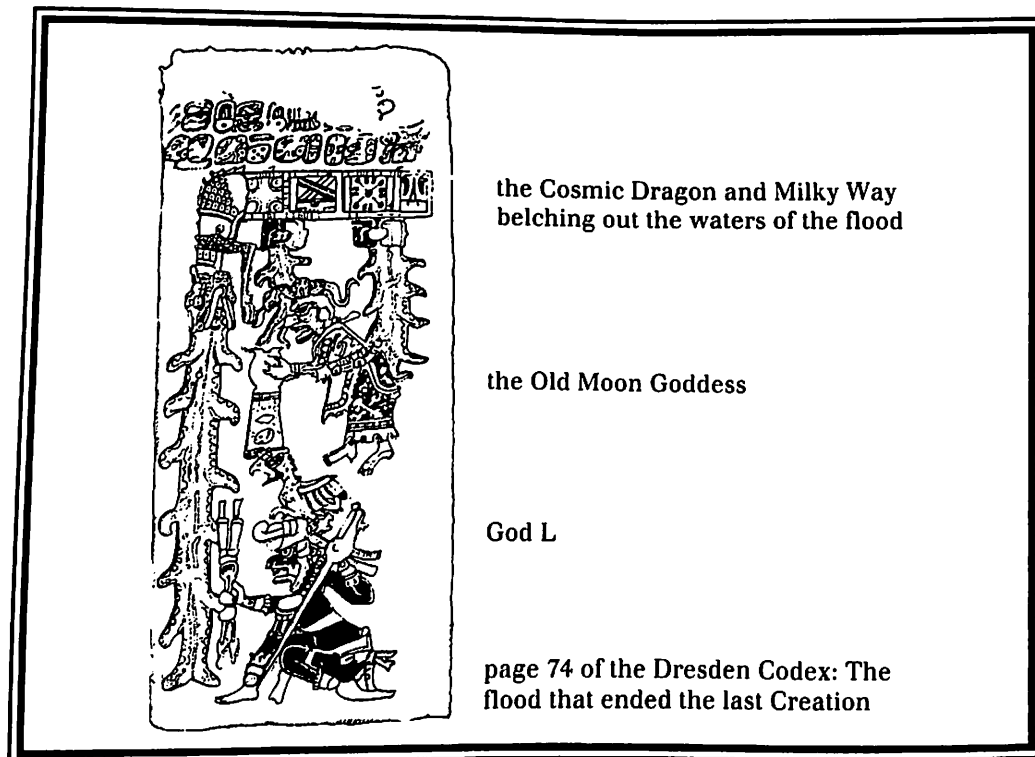 the Cosmic Dragon and Milky Way
belching out the waters of the flood
the Old Moon Goddess
God L
page 74 of the Dresden Codex: The
flood that ended the last Creation